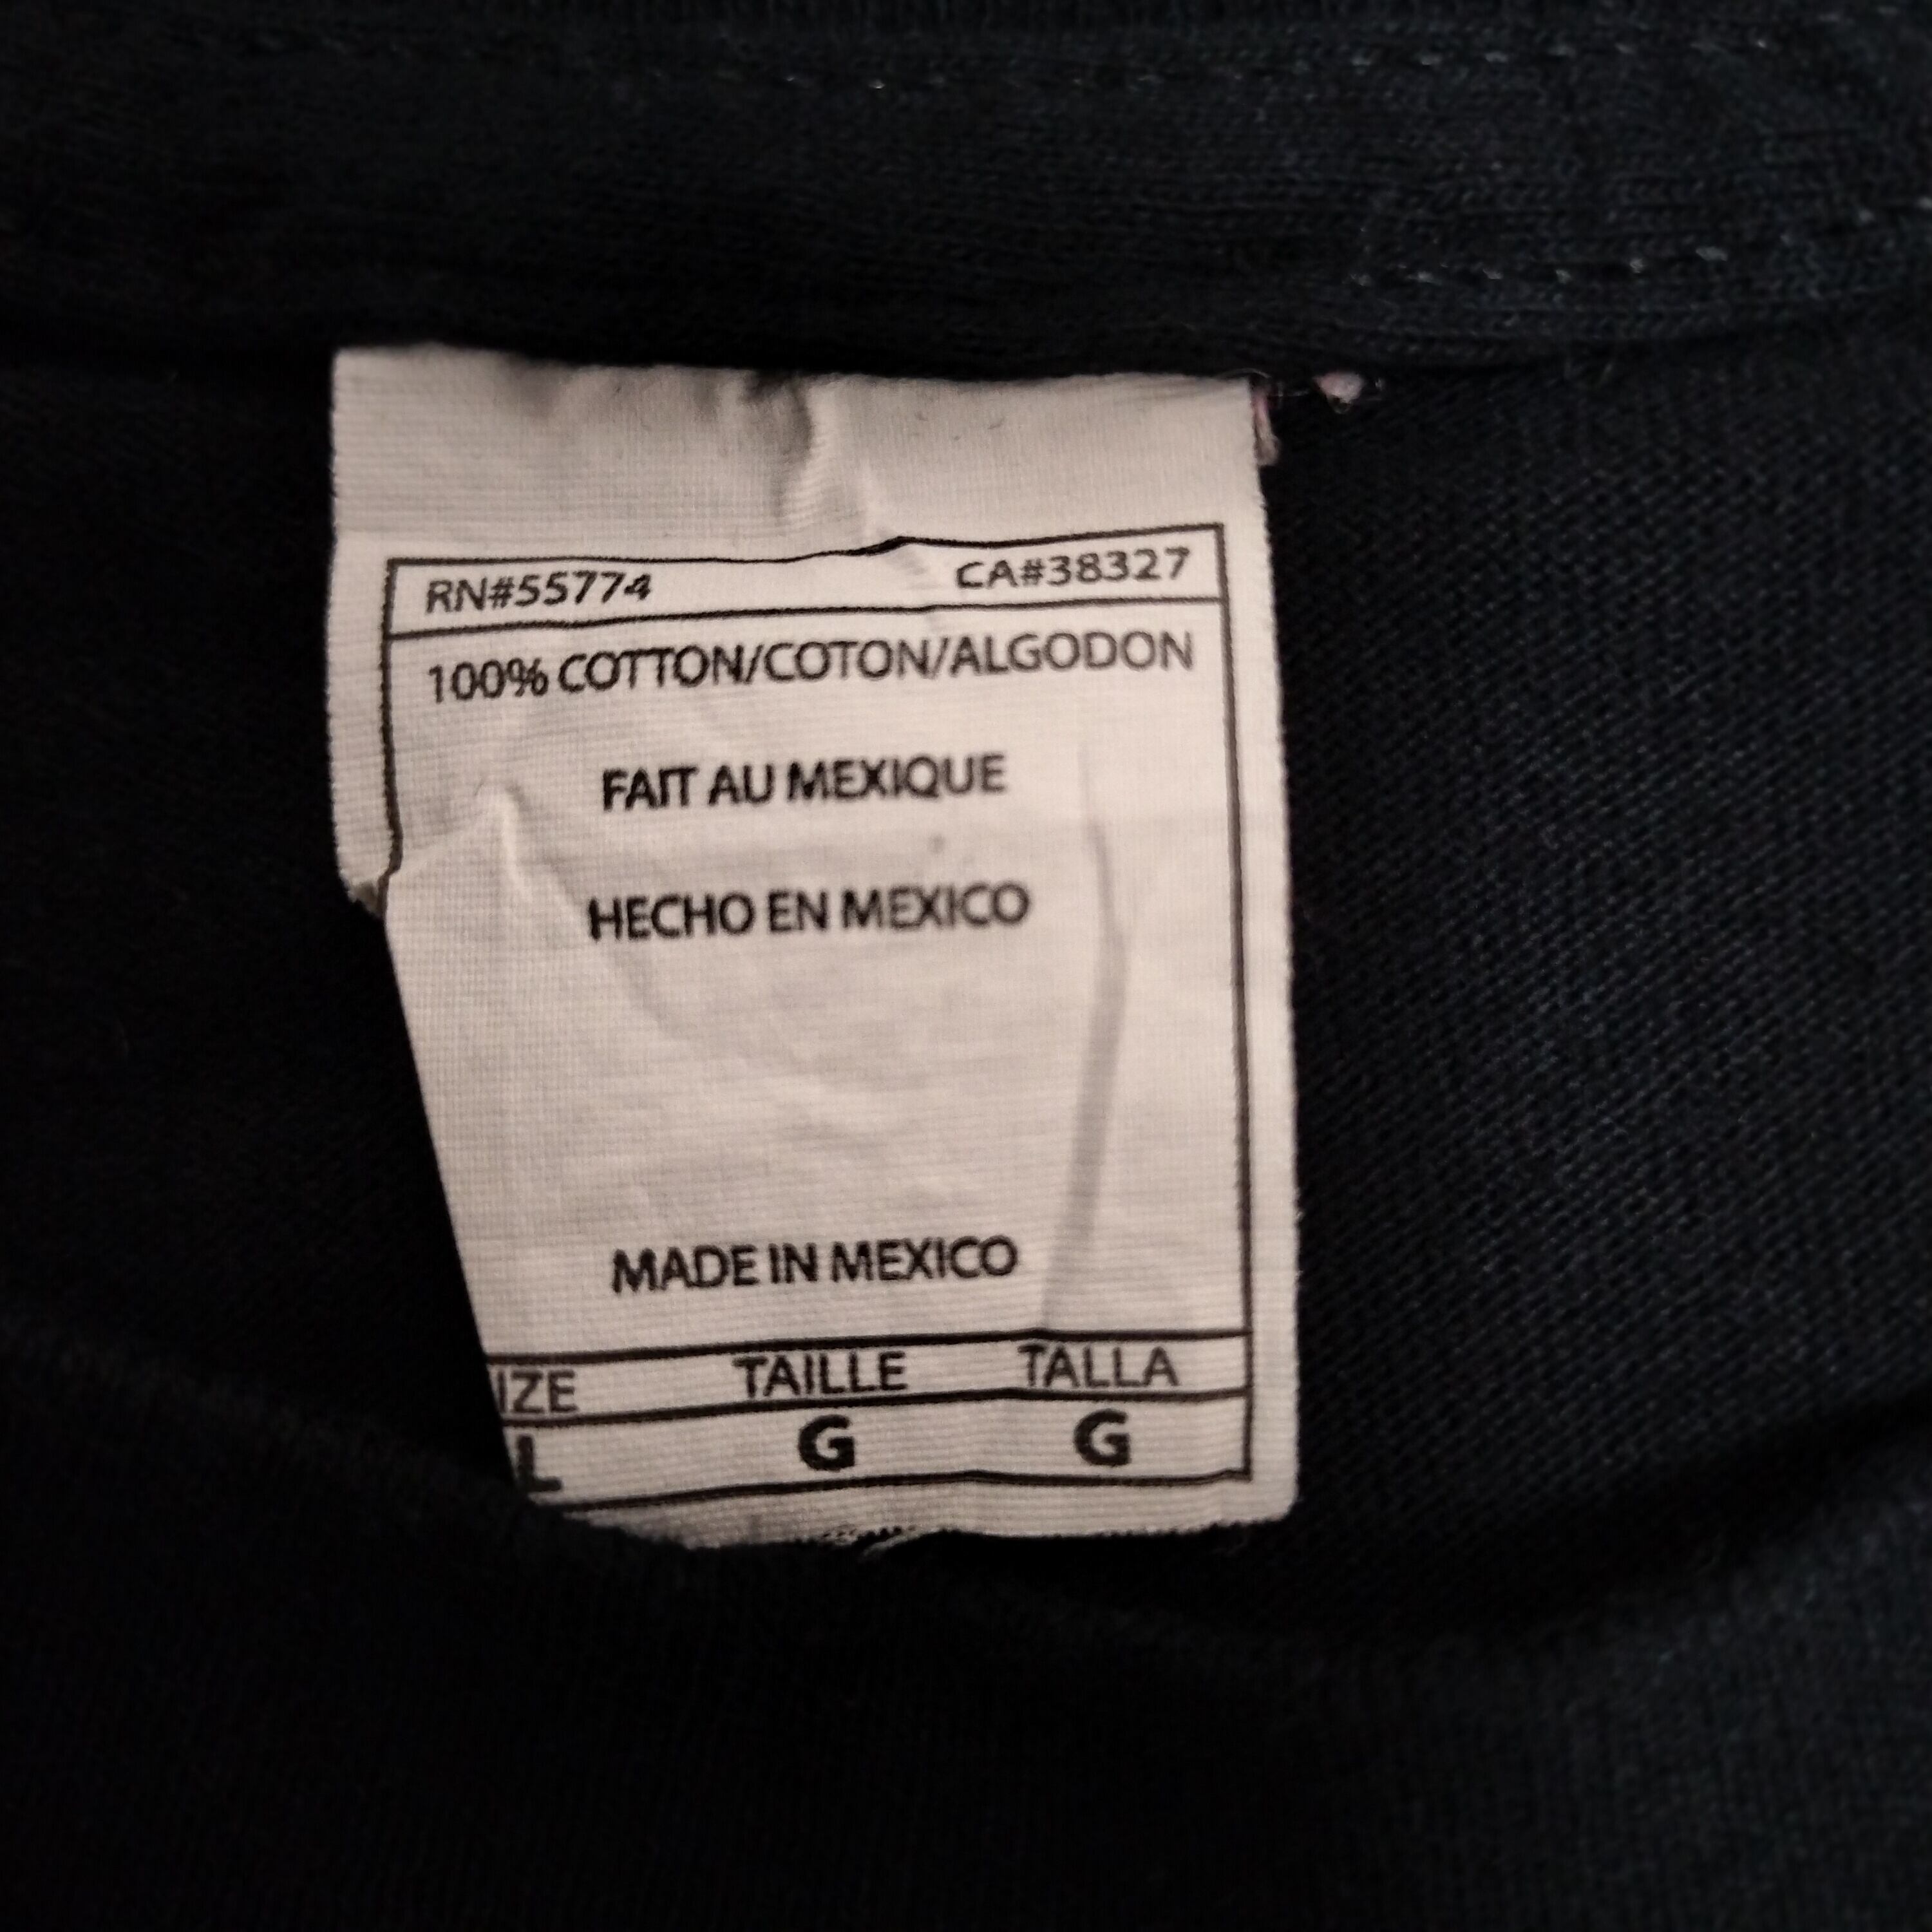 RN#55774 CA#38327
100% COTTON/COTON/ALGODON
FAIT AU MEXIQUE
HECHO EN MEXICO
MADE IN MEXICO
IZE TAILLE TALLA
L G G